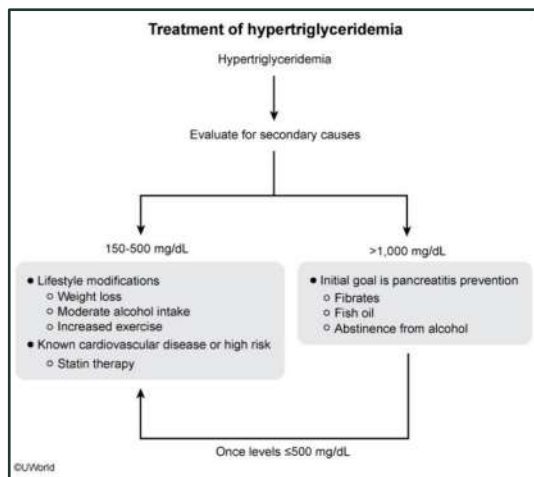 Treatment of hypertriglyceridemia
Hypertriglyceridemia
Evaluate for secondary causes
150-500 mg/dL
● Lifestyle modifications
○ Weight loss
○ Moderate alcohol intake
○ Increased exercise
● Known cardiovascular disease or high risk
○ Statin therapy
>1,000 mg/dL
● Initial goal is pancreatitis prevention
○ Fibrates
○ Fish oil
○ Abstinence from alcohol
Once levels ≤500 mg/dL
©UWorld